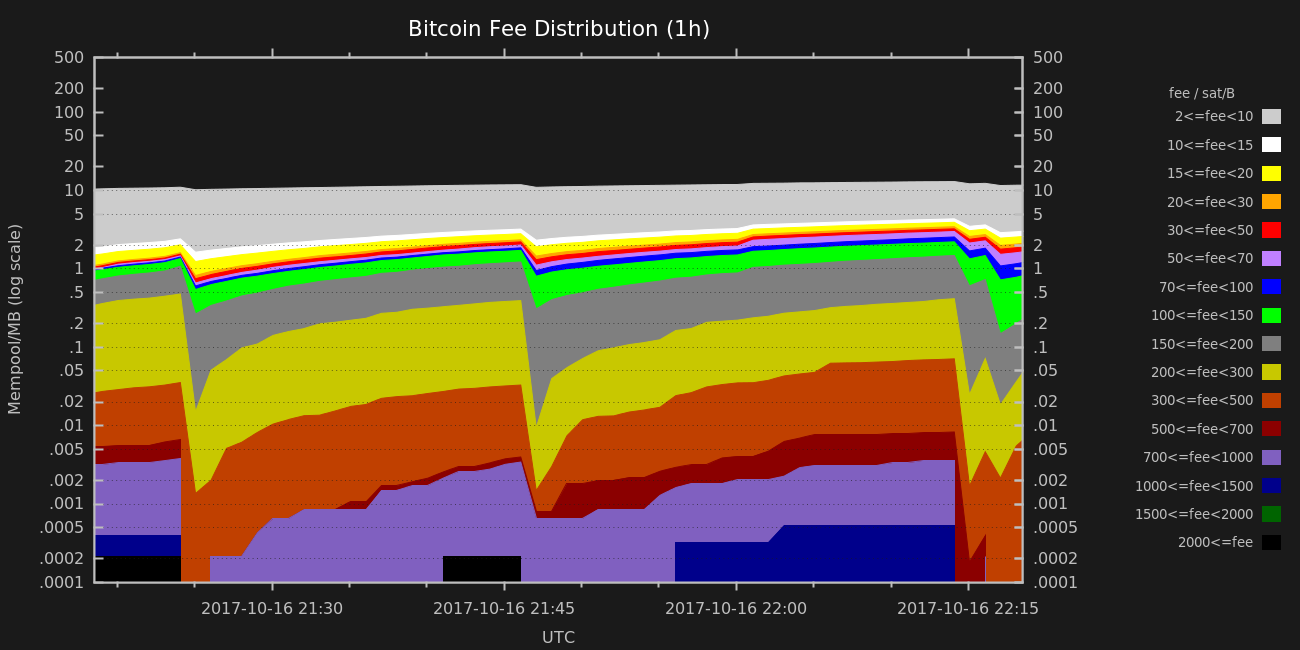 Bitcoin Fee Distribution (1h)
Mempool/MB (log scale)
500
200
100
50
20
10
5
2
1
.5
.2
.1
.05
.02
.01
.005
.002
.001
.0005
.0002
.0001
500
200
100
50
20
10
5
2
1
.5
.2
.1
.05
.02
.01
.005
.002
.001
.0005
.0002
.0001
fee / sat/B
2<=fee<10
10<=fee<15
15<=fee<20
20<=fee<30
30<=fee<50
50<=fee<70
70<=fee<100
100<=fee<150
150<=fee<200
200<=fee<300
300<=fee<500
500<=fee<700
700<=fee<1000
1000<=fee<1500
1500<=fee<2000
2000<=fee
2017-10-16 21:30 2017-10-16 21:45 2017-10-16 22:00 2017-10-16 22:15
UTC